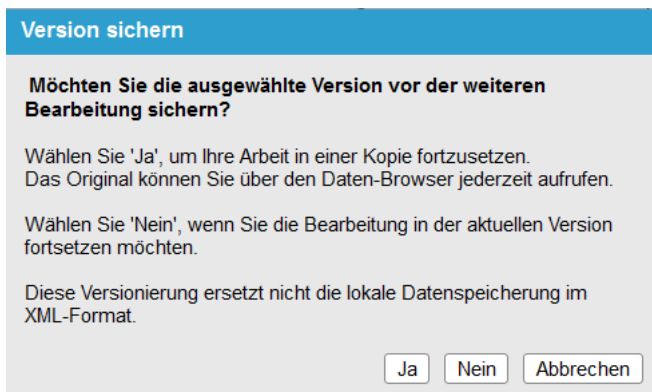 Version sichern
Möchten Sie die ausgewählte Version vor der weiteren
Bearbeitung sichern?
Wählen Sie 'Ja', um Ihre Arbeit in einer Kopie fortzusetzen.
Das Original können Sie über den Daten-Browser jederzeit aufrufen.
Wählen Sie 'Nein', wenn Sie die Bearbeitung in der aktuellen Version
fortsetzen möchten.
Diese Versionierung ersetzt nicht die lokale Datenspeicherung im
XML-Format.
Ja Nein Abbrechen